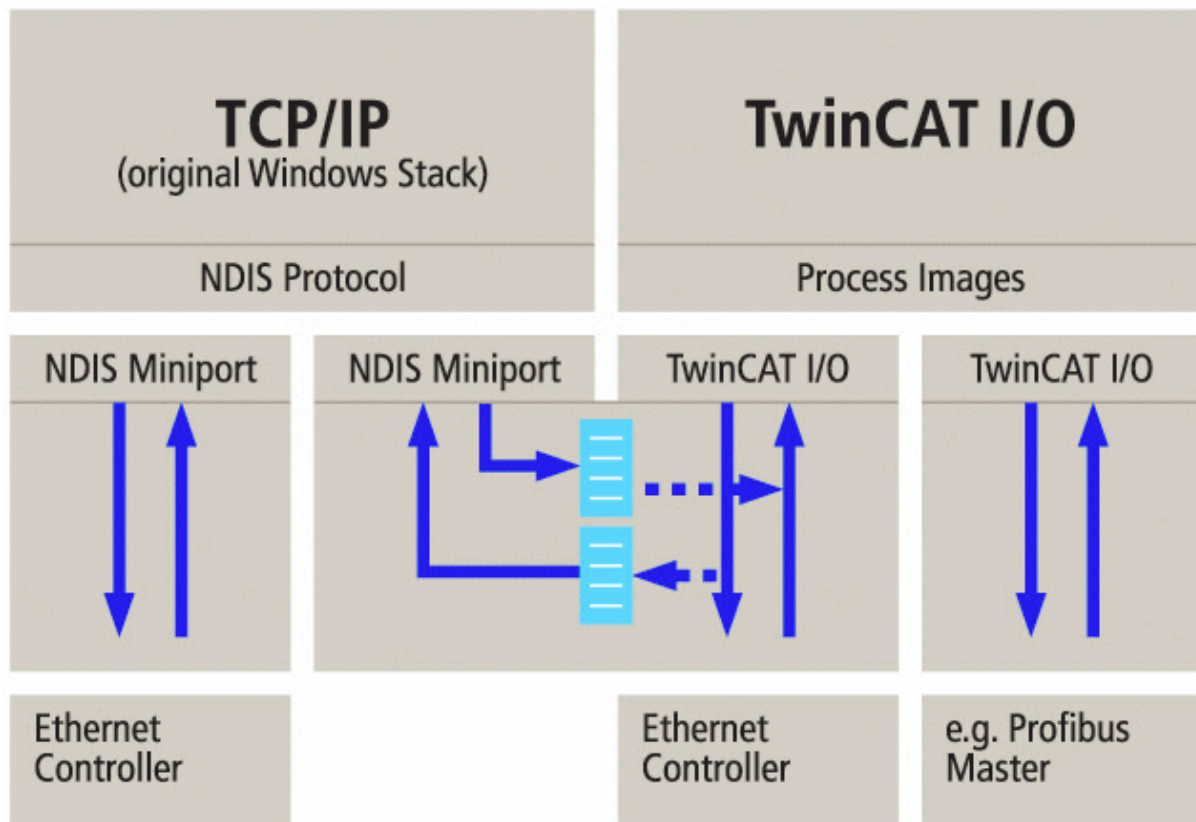 TCP/IP
(original Windows Stack)
TwinCAT I/O
NDIS Protocol
Process Images
NDIS Miniport
NDIS Miniport
TwinCAT I/O
TwinCAT I/O
Ethernet
Controller
Ethernet
Controller
e.g. Profibus
Master